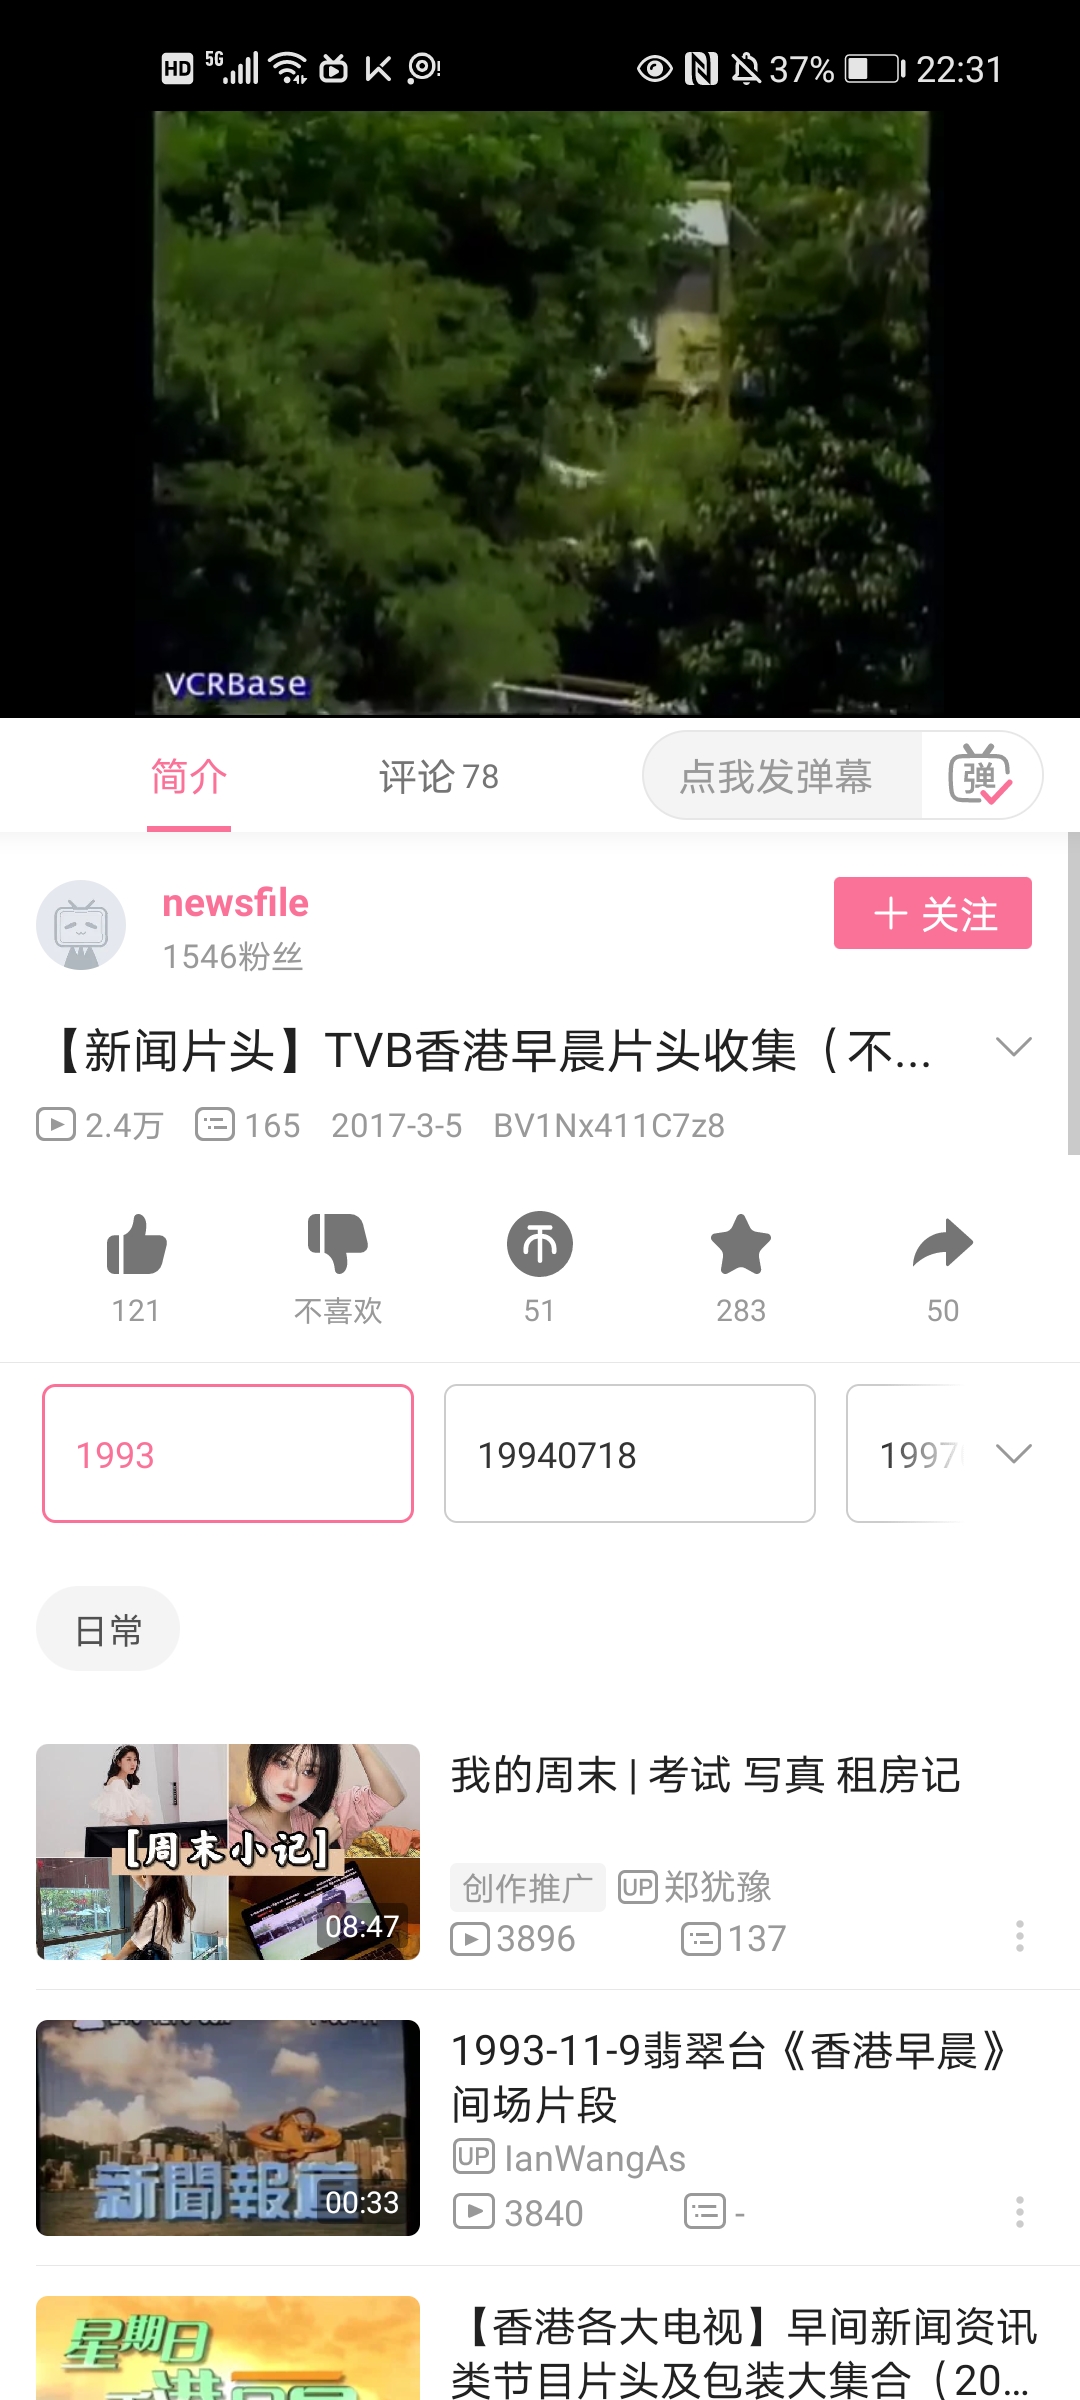 HD 5G 37% 22:31
VCRBase
简介 评论 78 点我发弹幕 弹
newsfile
1546粉丝
＋ 关注
【新闻片头】TVB香港早晨片头收集（不...
2.4万 165 2017-3-5 BV1Nx411C7z8
121 不喜欢 51 283 50
1993 19940718 1997
日常
[周末小记]
08:47
我的周末 | 考试 写真 租房记
创作推广 UP 郑犹豫
3896 137
新聞報道
00:33
1993-11-9翡翠台《香港早晨》
间场片段
UP IanWangAs
3840 -
星期日
【香港各大电视】早间新闻资讯
类节目片头及包装大集合（20...